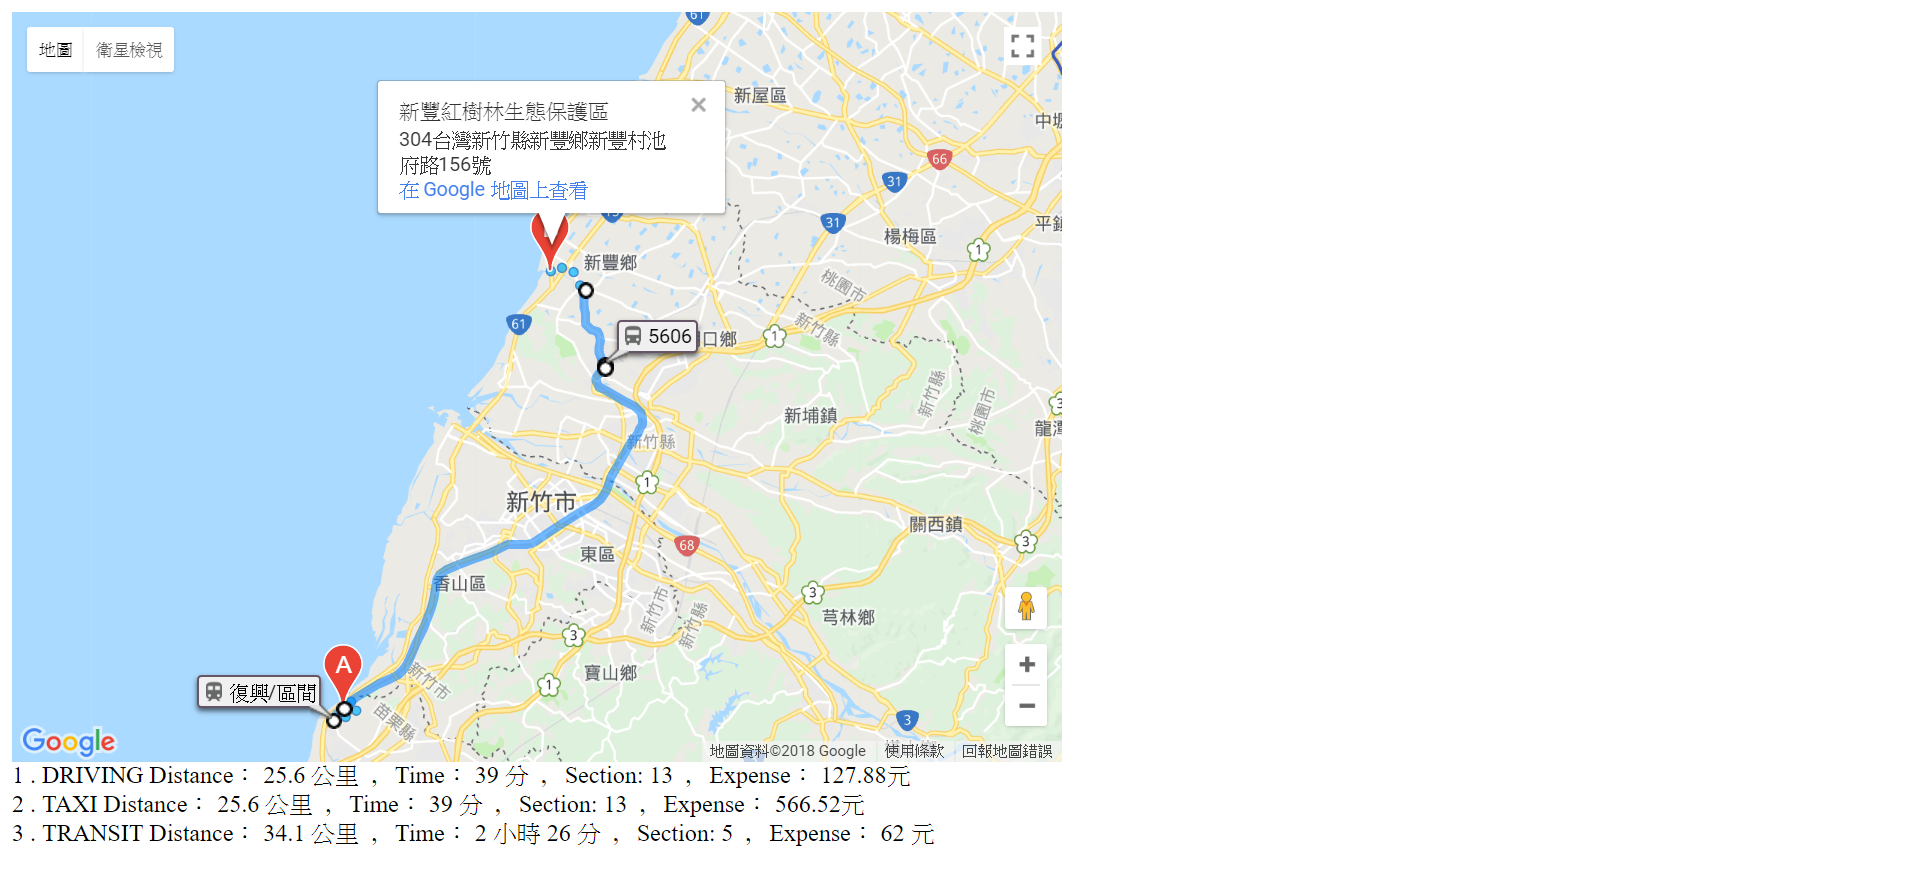 61
地圖
衛星檢視
新屋區
新豐紅樹林生態保護區
304台灣新竹縣新豐鄉新豐村池
府路156號
在 Google 地圖上查看
66
31
31
楊梅區
1
新豐鄉
桃園市
61
新竹縣
5606
口鄉
1
新竹縣
桃園市
新埔鎮
3
新竹縣
1
新竹市
關西鎮
68
東區
3
香山區
3
新竹市
新竹縣
芎林鄉
3
A
寶山鄉
新竹市
1
復興/區間
苗栗縣
3
Google
地圖資料©2018 Google
使用條款
回報地圖錯誤
1 . DRIVING Distance： 25.6 公里 ， Time： 39 分 ， Section: 13 ， Expense： 127.88元
2 . TAXI Distance： 25.6 公里 ， Time： 39 分 ， Section: 13 ， Expense： 566.52元
3 . TRANSIT Distance： 34.1 公里 ， Time： 2 小時 26 分 ， Section: 5 ， Expense： 62 元